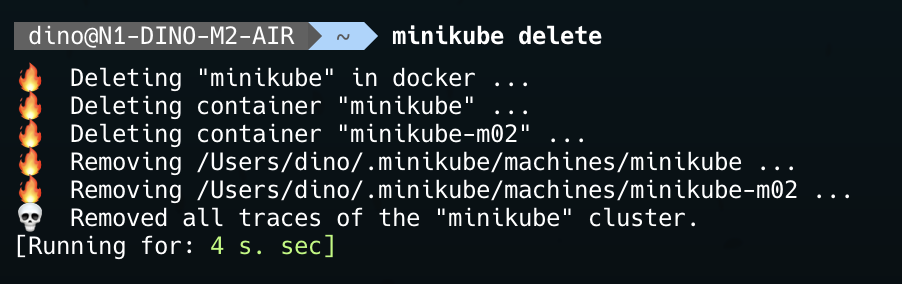 dino@N1-DINO-M2-AIR ~ minikube delete
🔥 Deleting "minikube" in docker ...
🔥 Deleting container "minikube" ...
🔥 Deleting container "minikube-m02" ...
🔥 Removing /Users/dino/.minikube/machines/minikube ...
🔥 Removing /Users/dino/.minikube/machines/minikube-m02 ...
💀 Removed all traces of the "minikube" cluster.
[Running for: 4 s. sec]